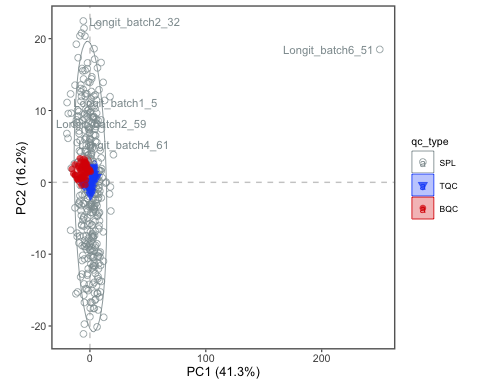 Longit_batch2_32
Longit_batch6_51
Longit_batch1_5
Longit_batch2_59
Longit_batch4_61
20
10
0
-10
-20
PC2 (16.2%)
0
100
200
PC1 (41.3%)
qc_type
SPL
TQC
BQC